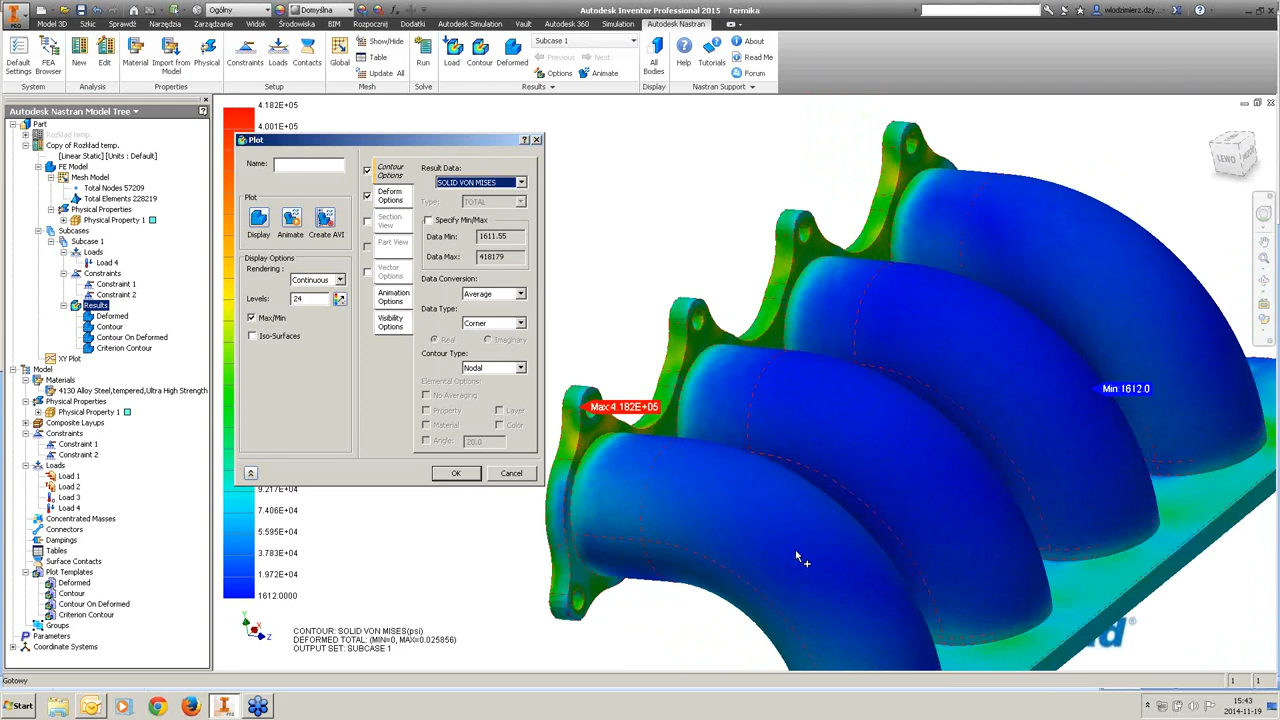 PRO
Ogólny
Domyślna
Autodesk Inventor Professional 2015   Termika
włodzimierz.dzy...
Model 3D
Szkic
Sprawdź
Narzędzia
Zarządzanie
Widok
Środowiska
BIM
Rozpocznij
Dodatki
Autodesk Simulation
Vault
Autodesk 360
Simulation
Autodesk Nastran
Default Settings
FEA Browser
System
New
Edit
Analysis
Material
Import from Model
Physical
Properties
Constraints
Loads
Contacts
Setup
Global
Show/Hide
Table
Update All
Mesh
Run
Solve
Load
Contour
Deformed
Subcase 1
Previous
Next
Options
Animate
Results
All Bodies
Display
Help
Tutorials
About
Read Me
Forum
Nastran Support
Autodesk Nastran Model Tree
Part
Rozkład temp.
Copy of Rozkład temp.
[Linear Static] [Units : Default]
FE Model
Mesh Model
Total Nodes 57209
Total Elements 228219
Physical Properties
Physical Property 1
Subcases
Subcase 1
Loads
Load 4
Constraints
Constraint 1
Constraint 2
Results
Deformed
Contour
Contour On Deformed
Criterion Contour
XY Plot
Model
Materials
4130 Alloy Steel,tempered,Ultra High Strength
Physical Properties
Physical Property 1
Composite Layups
Constraints
Constraint 1
Constraint 2
Loads
Load 1
Load 2
Load 3
Load 4
Concentrated Masses
Connectors
Dampings
Tables
Surface Contacts
Plot Templates
Deformed
Contour
Contour On Deformed
Criterion Contour
Groups
Parameters
Coordinate Systems
4.182E+05
4.001E+05
Plot
Name:
Plot
Display
Animate
Create AVI
Display Options
Rendering :
Continuous
Levels:
24
Max/Min
Iso-Surfaces
Contour Options
Deform Options
Section View
Part View
Vector Options
Animation Options
Visibility Options
Result Data:
SOLID VON MISES
Type:
TOTAL
Specify Min/Max
Data Min:
1611.55
Data Max:
418179
Data Conversion:
Average
Data Type:
Corner
Real
Imaginary
Contour Type:
Nodal
Elemental Options:
No Averaging
Property
Layer
Material
Color
Angle:
20.0
OK
Cancel
9.217E+04
7.406E+04
5.595E+04
3.783E+04
1.972E+04
1612.0000
Max:4.182E+05
Min:1612.0
LEWO
Y
X
Z
CONTOUR: SOLID VON MISES(psi)
DEFORMED TOTAL: (MIN=0, MAX=0.025856)
OUTPUT SET: SUBCASE 1
Gotowy
1
1
Start
15:43
2014-11-19